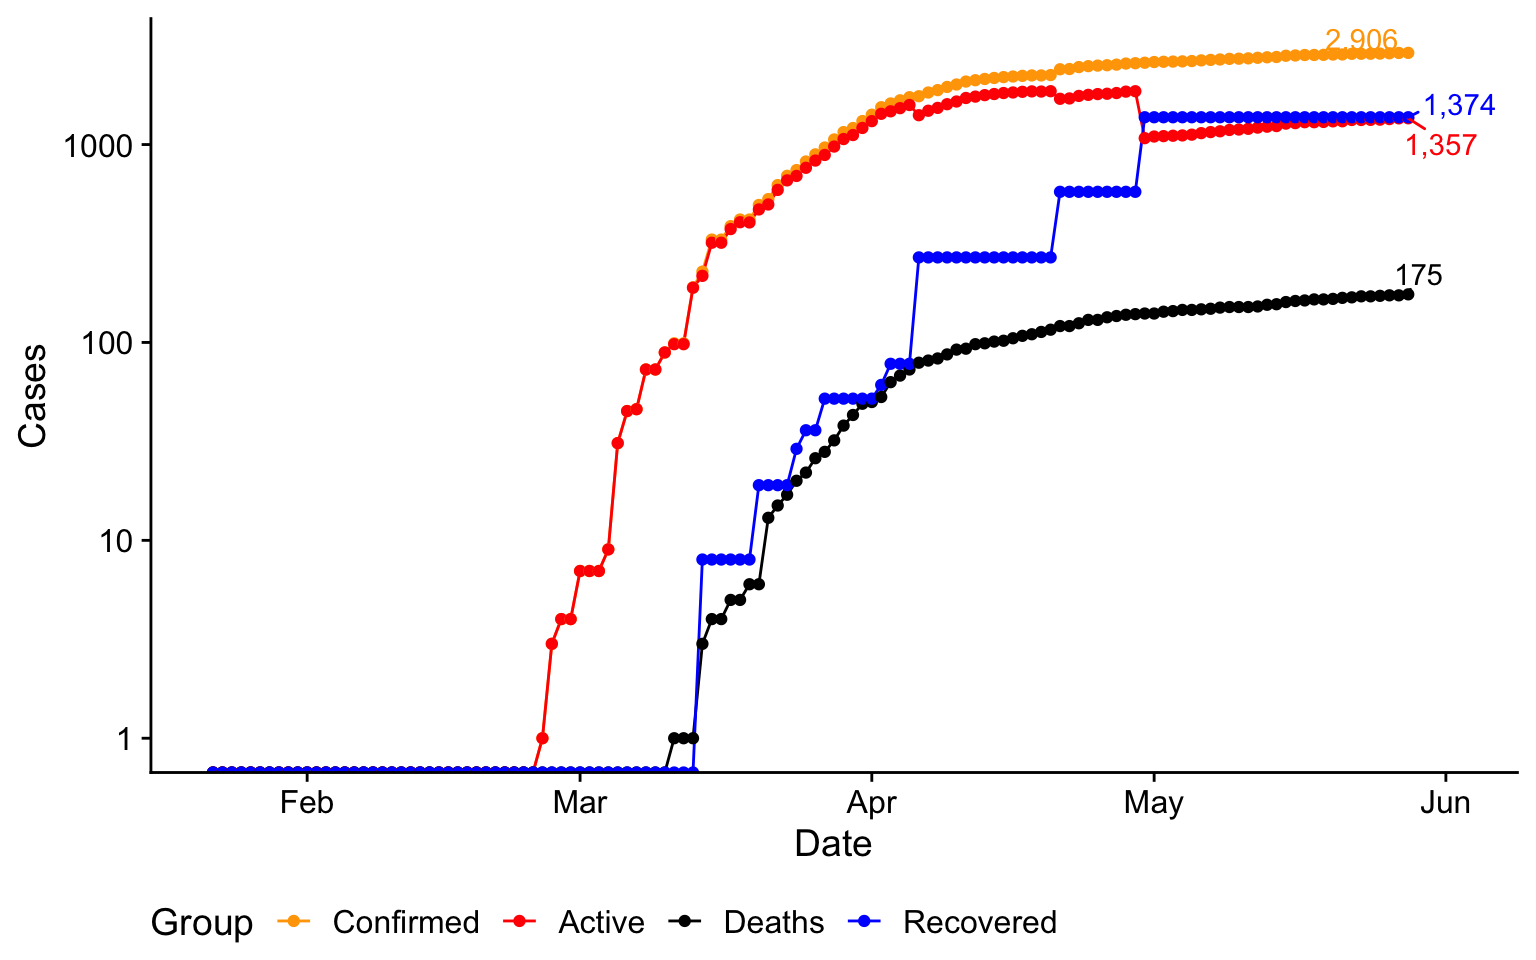 2,906
1,374
1,357
175
1000
100
10
1
Cases
Feb Mar Apr May Jun
Date
Group Confirmed Active Deaths Recovered